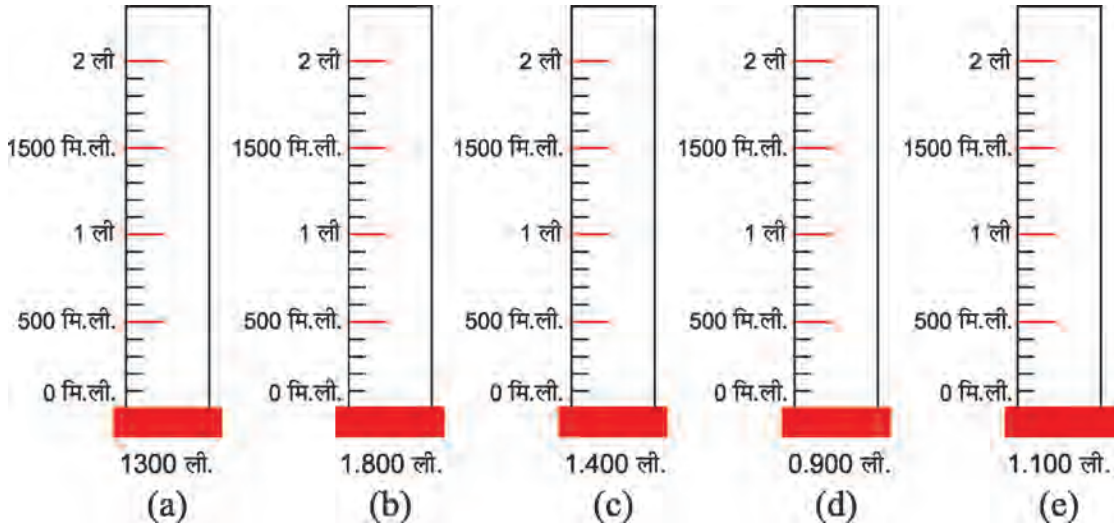 2 ली 2 ली 2 ली 2 ली 2 ली
1500 मि.ली. 1500 मि.ली. 1500 मि.ली. 1500 मि.ली. 1500 मि.ली.
1 ली 1 ली 1 ली 1 ली 1 ली
500 मि.ली. 500 मि.ली. 500 मि.ली. 500 मि.ली. 500 मि.ली.
0 मि.ली. 0 मि.ली. 0 मि.ली. 0 मि.ली. 0 मि.ली.
1300 ली. 1.800 ली. 1.400 ली. 0.900 ली. 1.100 ली.
(a) (b) (c) (d) (e)